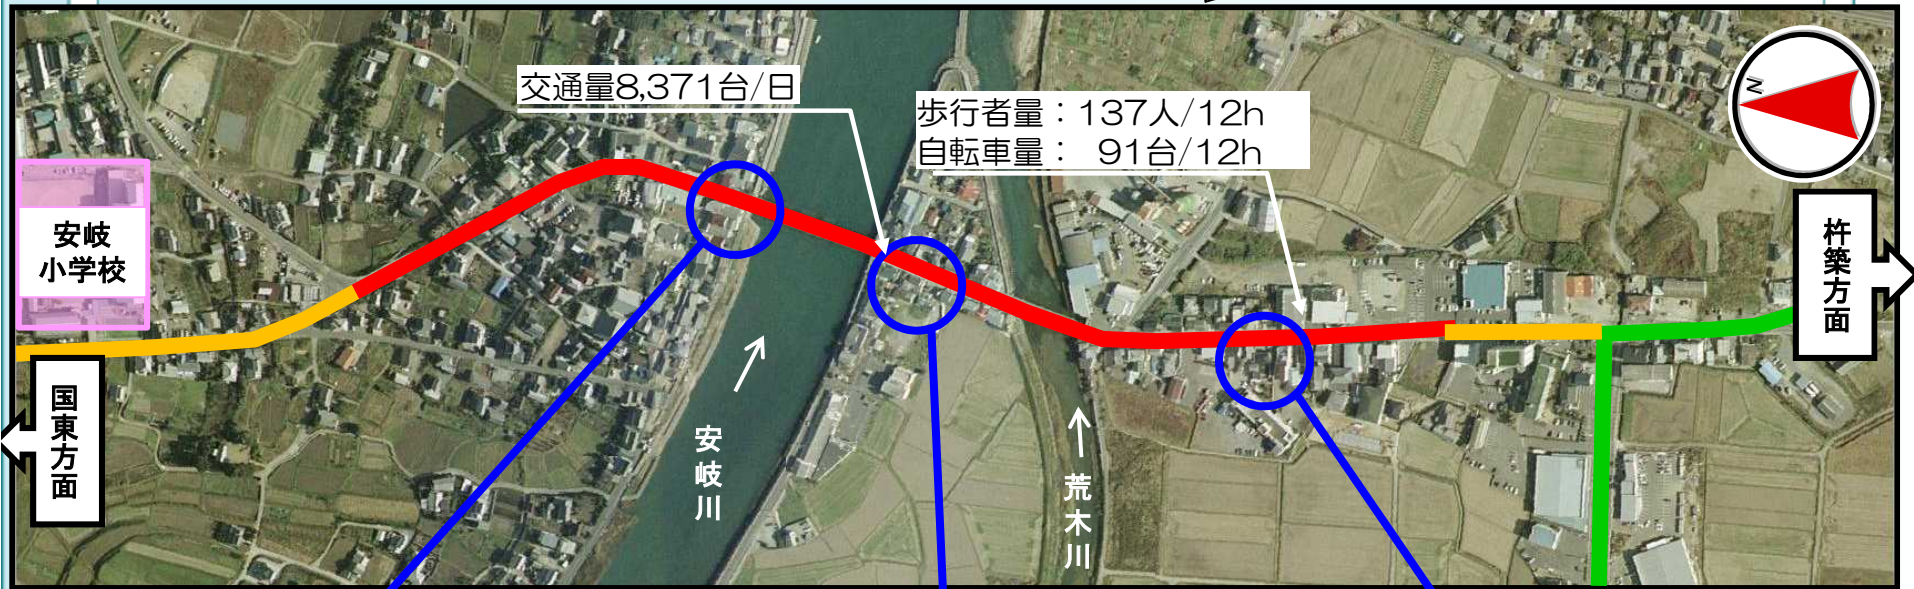 交通量8,371台/日
歩行者量：137人/12h
自転車量： 91台/12h
N
安岐
小学校
杵築方面
国東方面
安岐川
荒木川